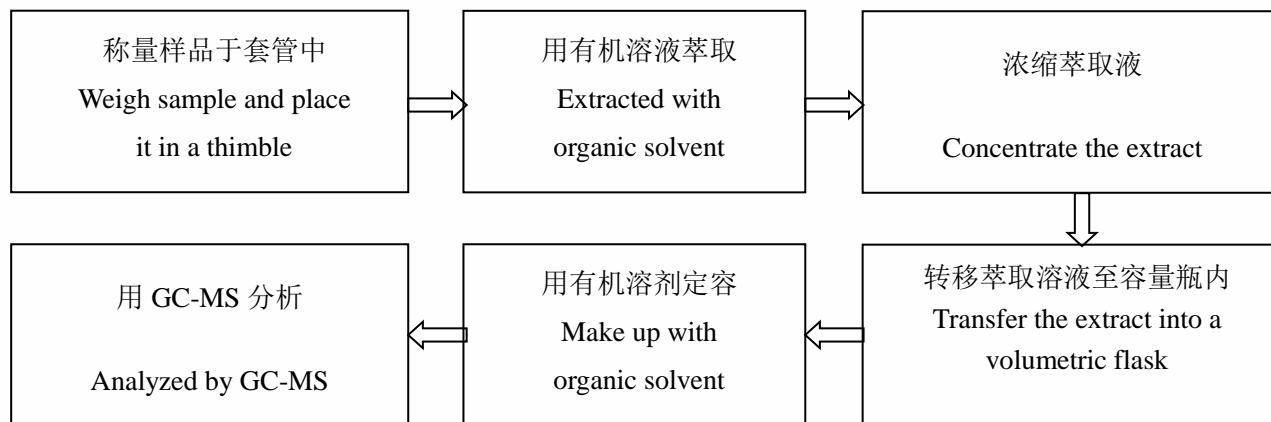 称量样品于套管中
Weigh sample and place
it in a thimble
用有机溶液萃取
Extracted with
organic solvent
浓缩萃取液
Concentrate the extract
转移萃取溶液至容量瓶内
Transfer the extract into a
volumetric flask
用有机溶剂定容
Make up with
organic solvent
用 GC-MS 分析
Analyzed by GC-MS